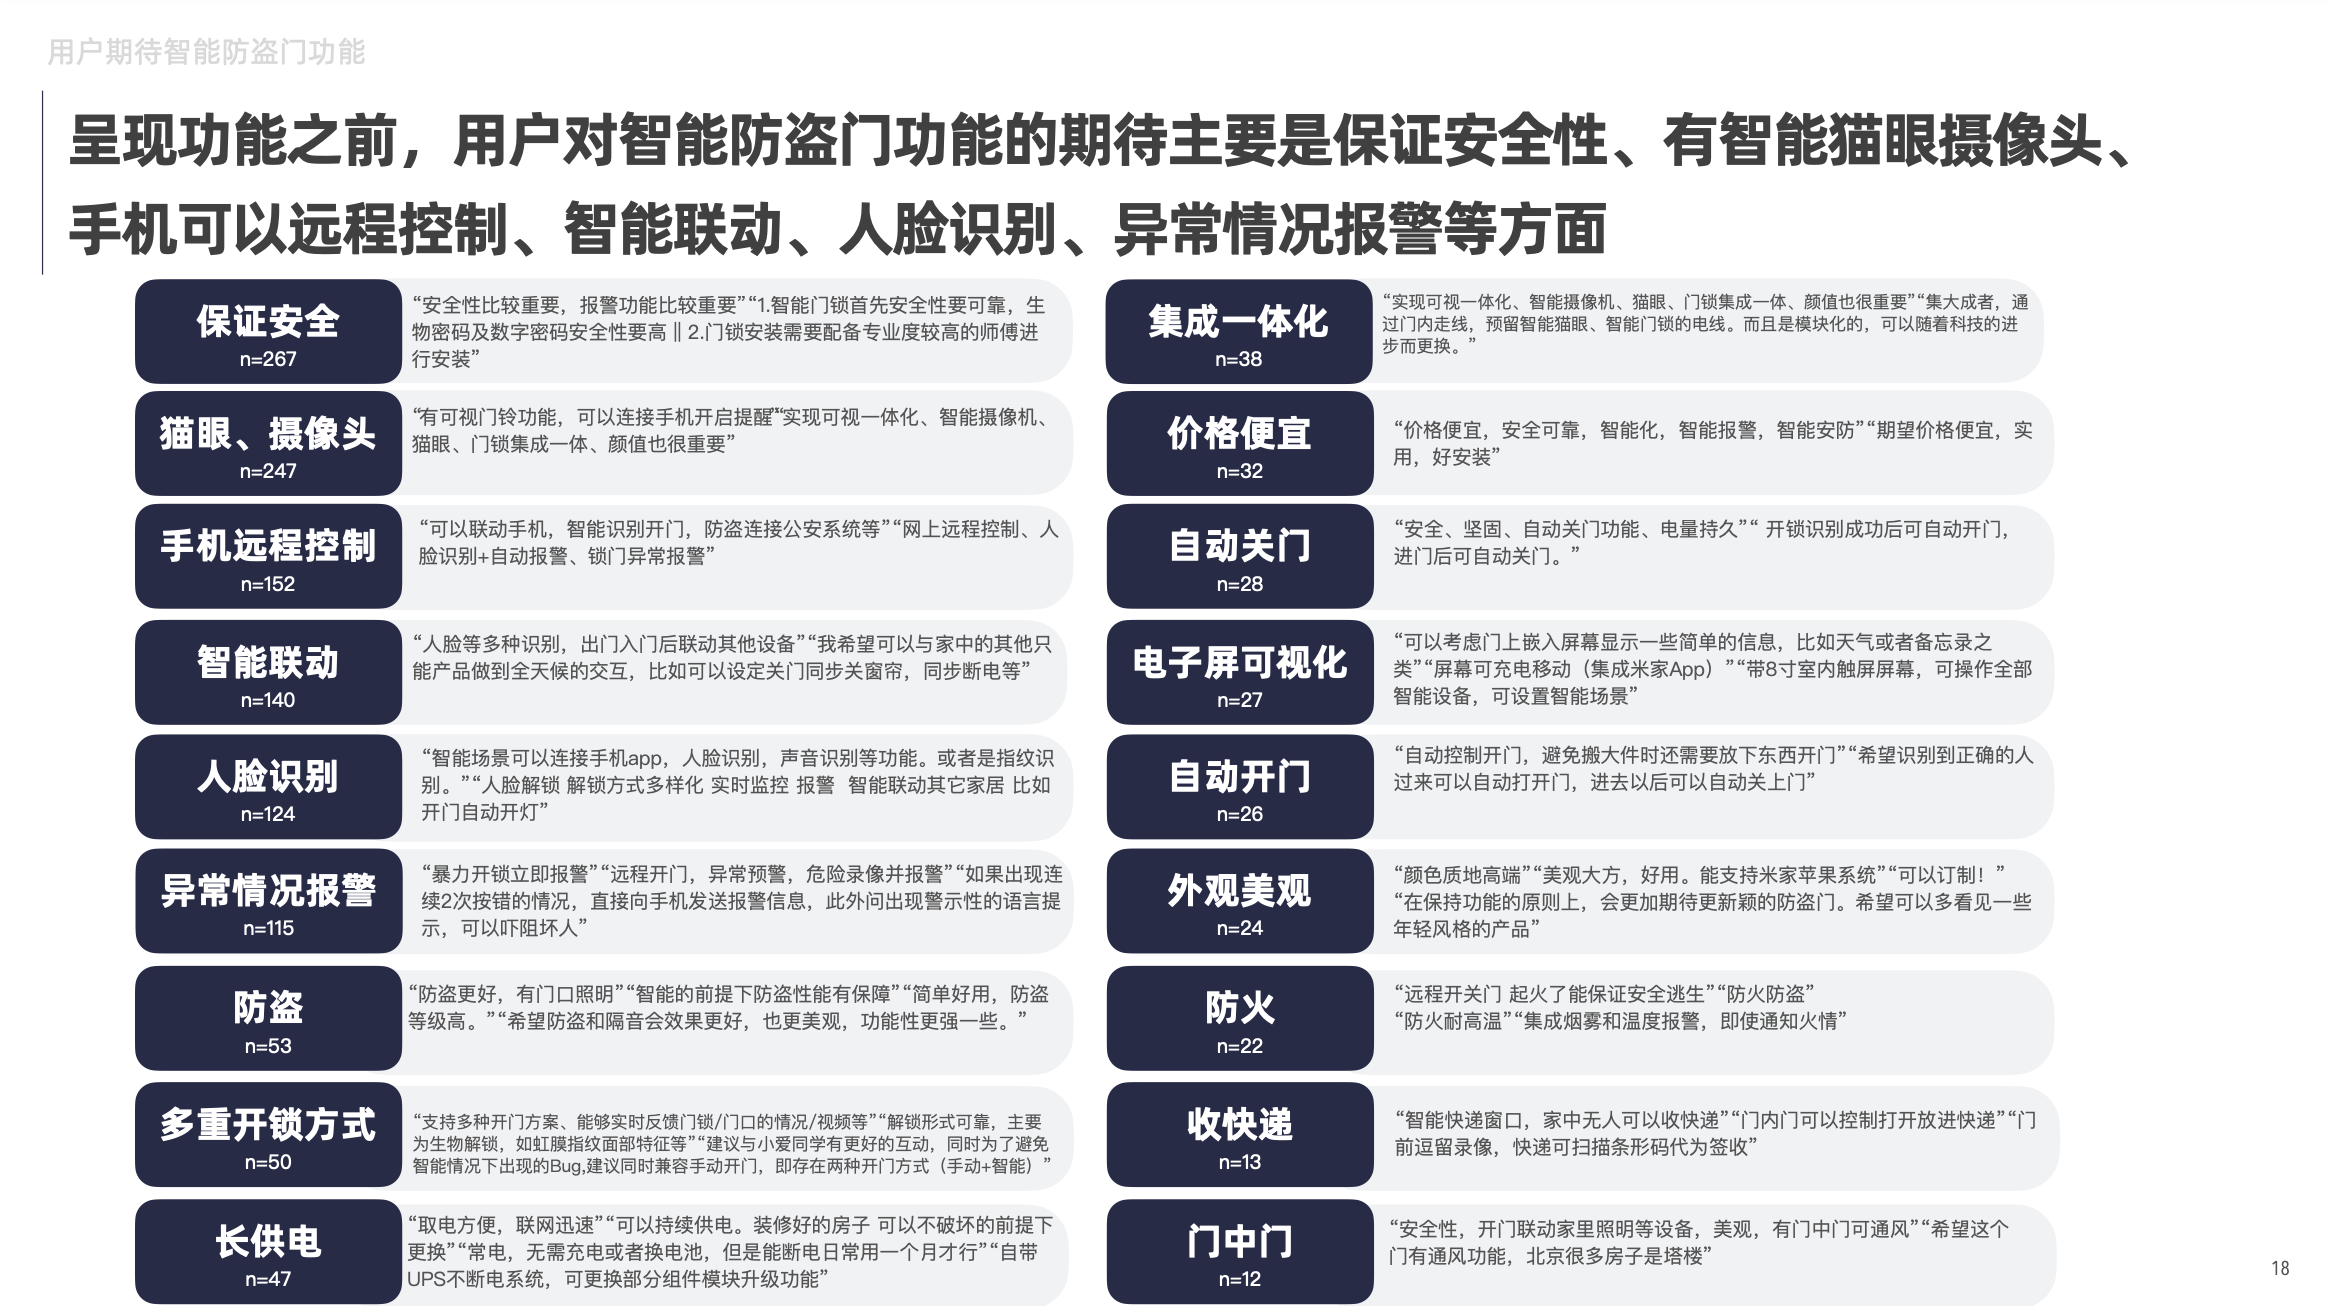 用户期待智能防盗门功能
呈现功能之前，用户对智能防盗门功能的期待主要是保证安全性、有智能猫眼摄像头、
手机可以远程控制、智能联动、人脸识别、异常情况报警等方面
保证安全
n=267
“安全性比较重要，报警功能比较重要”“1.智能门锁首先安全性要可靠，生
物密码及数字密码安全性要高 || 2.门锁安装需要配备专业度较高的师傅进
行安装”
猫眼、摄像头
n=247
“有可视门铃功能，可以连接手机开启提醒”“实现可视一体化、智能摄像机、
猫眼、门锁集成一体、颜值也很重要”
手机远程控制
n=152
“可以联动手机，智能识别开门，防盗连接公安系统等”“网上远程控制、人
脸识别+自动报警、锁门异常报警”
智能联动
n=140
“人脸等多种识别，出门入门后联动其他设备”“我希望可以与家中的其他只
能产品做到全天候的交互，比如可以设定关门同步关窗帘，同步断电等”
人脸识别
n=124
“智能场景可以连接手机app，人脸识别，声音识别等功能。或者是指纹识
别。”“人脸解锁 解锁方式多样化 实时监控 报警 智能联动其它家居 比如
开门自动开灯”
异常情况报警
n=115
“暴力开锁立即报警”“远程开门，异常预警，危险录像并报警”“如果出现连
续2次按错的情况，直接向手机发送报警信息，此外问出现警示性的语言提
示，可以吓阻坏人”
防盗
n=53
“防盗更好，有门口照明”“智能的前提下防盗性能有保障”“简单好用，防盗
等级高。”“希望防盗和隔音会效果更好，也更美观，功能性更强一些。”
多重开锁方式
n=50
“支持多种开门方案、能够实时反馈门锁/门口的情况/视频等”“解锁形式可靠，主要
为生物解锁，如虹膜指纹面部特征等”“建议与小爱同学有更好的互动，同时为了避免
智能情况下出现的Bug,建议同时兼容手动开门，即存在两种开门方式（手动+智能）”
长供电
n=47
“取电方便，联网迅速”“可以持续供电。装修好的房子 可以不破坏的前提下
更换”“常电，无需充电或者换电池，但是能断电日常用一个月才行”“自带
UPS不断电系统，可更换部分组件模块升级功能”
集成一体化
n=38
“实现可视一体化、智能摄像机、猫眼、门锁集成一体、颜值也很重要”“集大成者，通
过门内走线，预留智能猫眼、智能门锁的电线。而且是模块化的，可以随着科技的进
步而更换。”
价格便宜
n=32
“价格便宜，安全可靠，智能化，智能报警，智能安防”“期望价格便宜，实
用，好安装”
自动关门
n=28
“安全、坚固、自动关门功能、电量持久”“ 开锁识别成功后可自动开门，
进门后可自动关门。”
电子屏可视化
n=27
“可以考虑门上嵌入屏幕显示一些简单的信息，比如天气或者备忘录之
类”“屏幕可充电移动（集成米家App）”“带8寸室内触屏屏幕，可操作全部
智能设备，可设置智能场景”
自动开门
n=26
“自动控制开门，避免搬大件时还需要放下东西开门”“希望识别到正确的人
过来可以自动打开门，进去以后可以自动关上门”
外观美观
n=24
“颜色质地高端”“美观大方，好用。能支持米家苹果系统”“可以订制！”
“在保持功能的原则上，会更加期待更新颖的防盗门。希望可以多看见一些
年轻风格的产品”
防火
n=22
“远程开关门 起火了能保证安全逃生”“防火防盗”
“防火耐高温”“集成烟雾和温度报警，即使通知火情”
收快递
n=13
“智能快递窗口，家中无人可以收快递”“门内门可以控制打开放进快递”“门
前逗留录像，快递可扫描条形码代为签收”
门中门
n=12
“安全性，开门联动家里照明等设备，美观，有门中门可通风”“希望这个
门有通风功能，北京很多房子是塔楼”
18